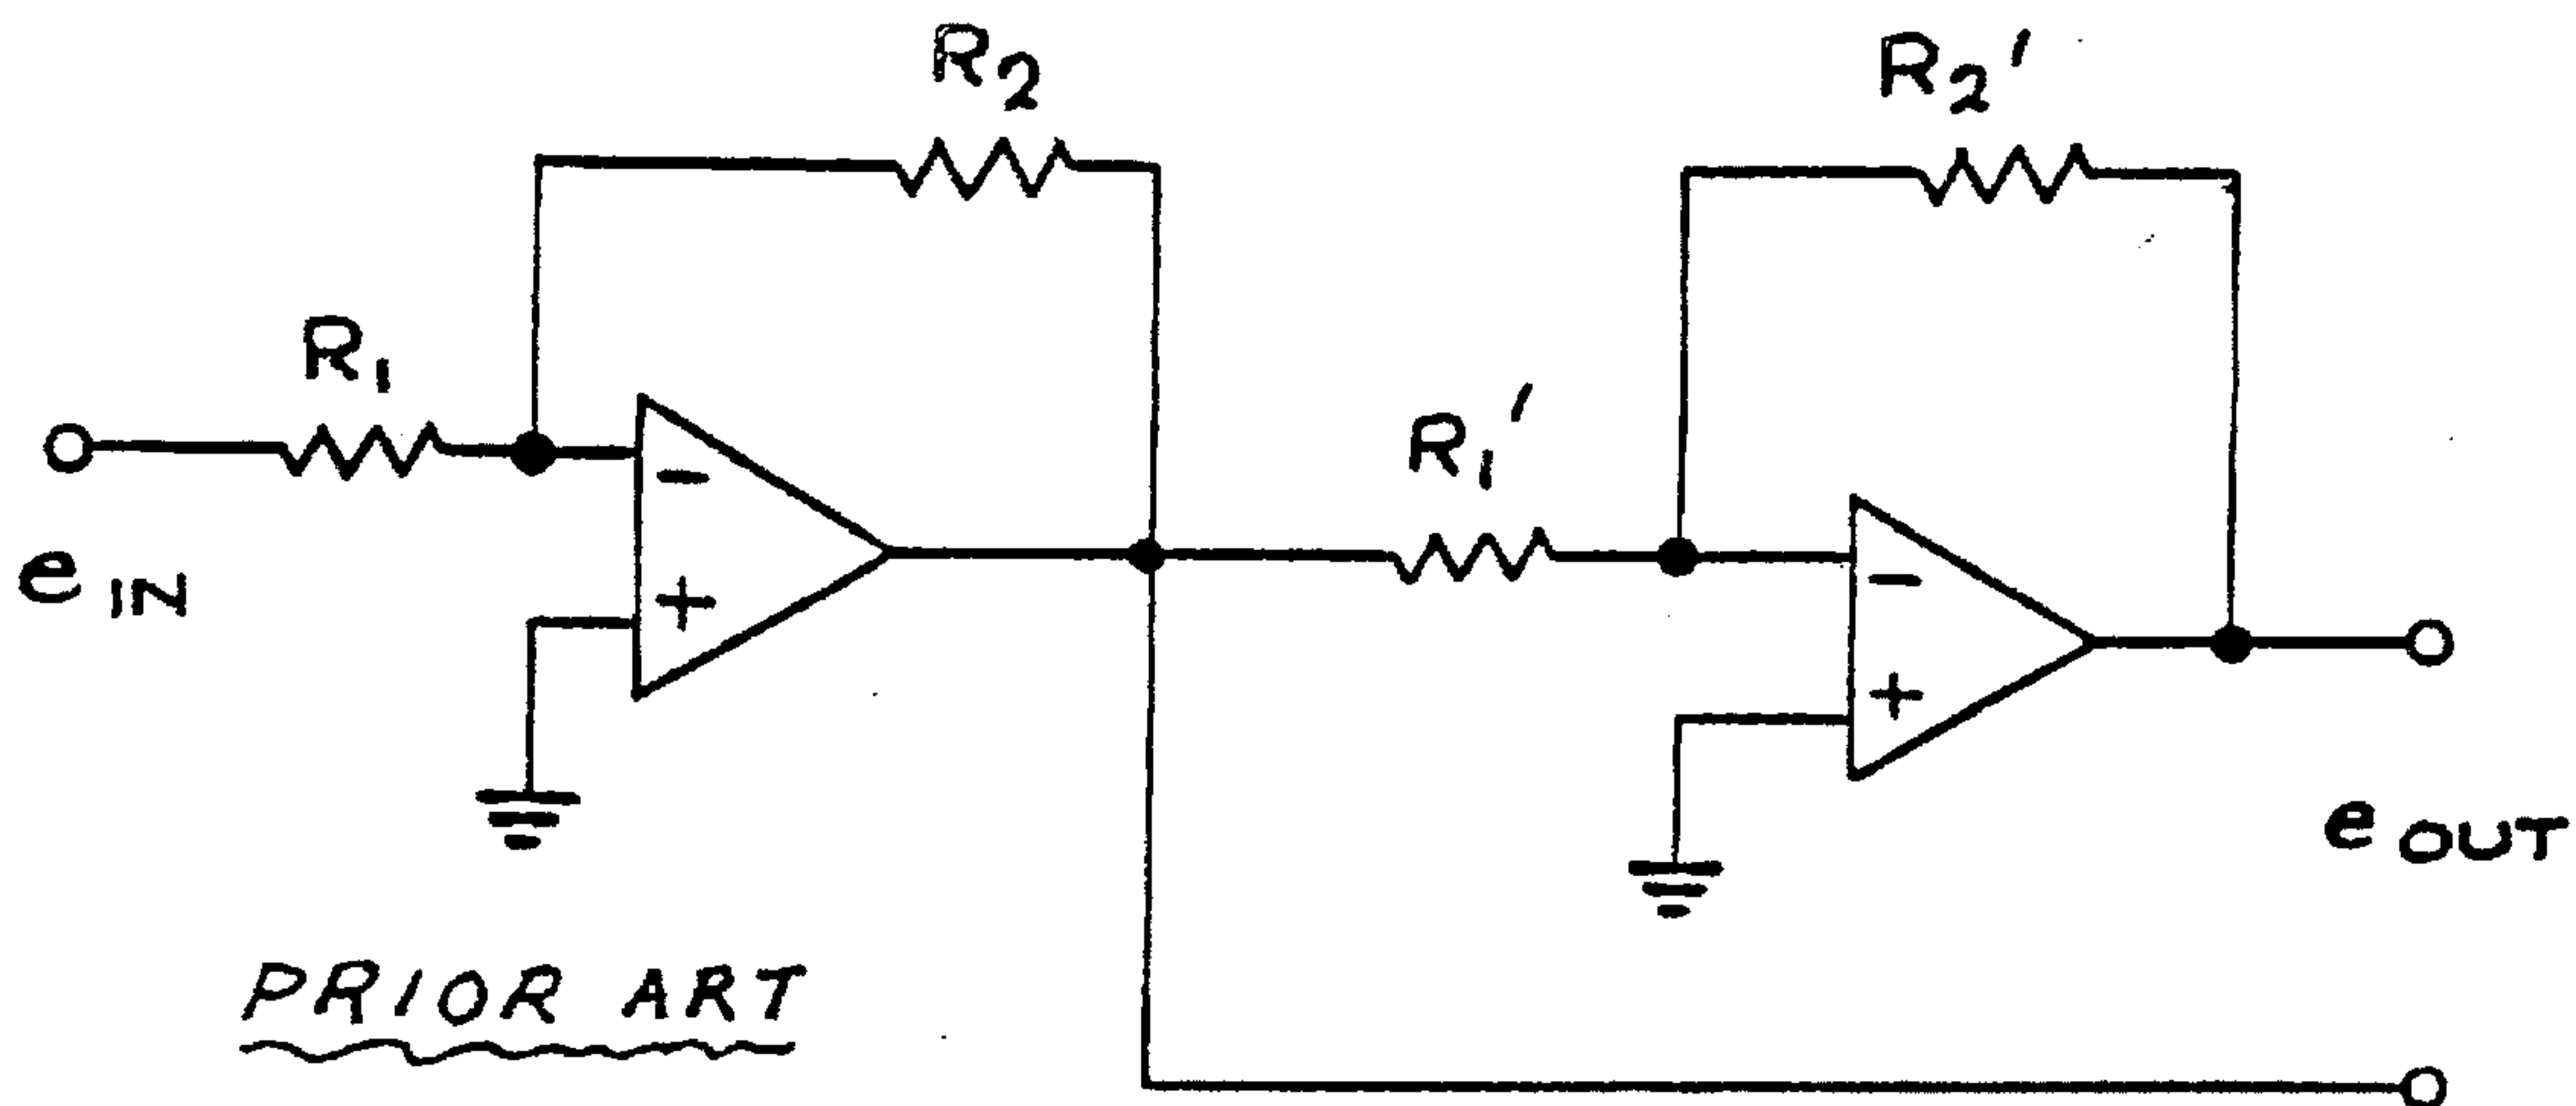 R2
R2'
R1
R1'
e IN
-
+
-
+
e OUT
PRIOR ART